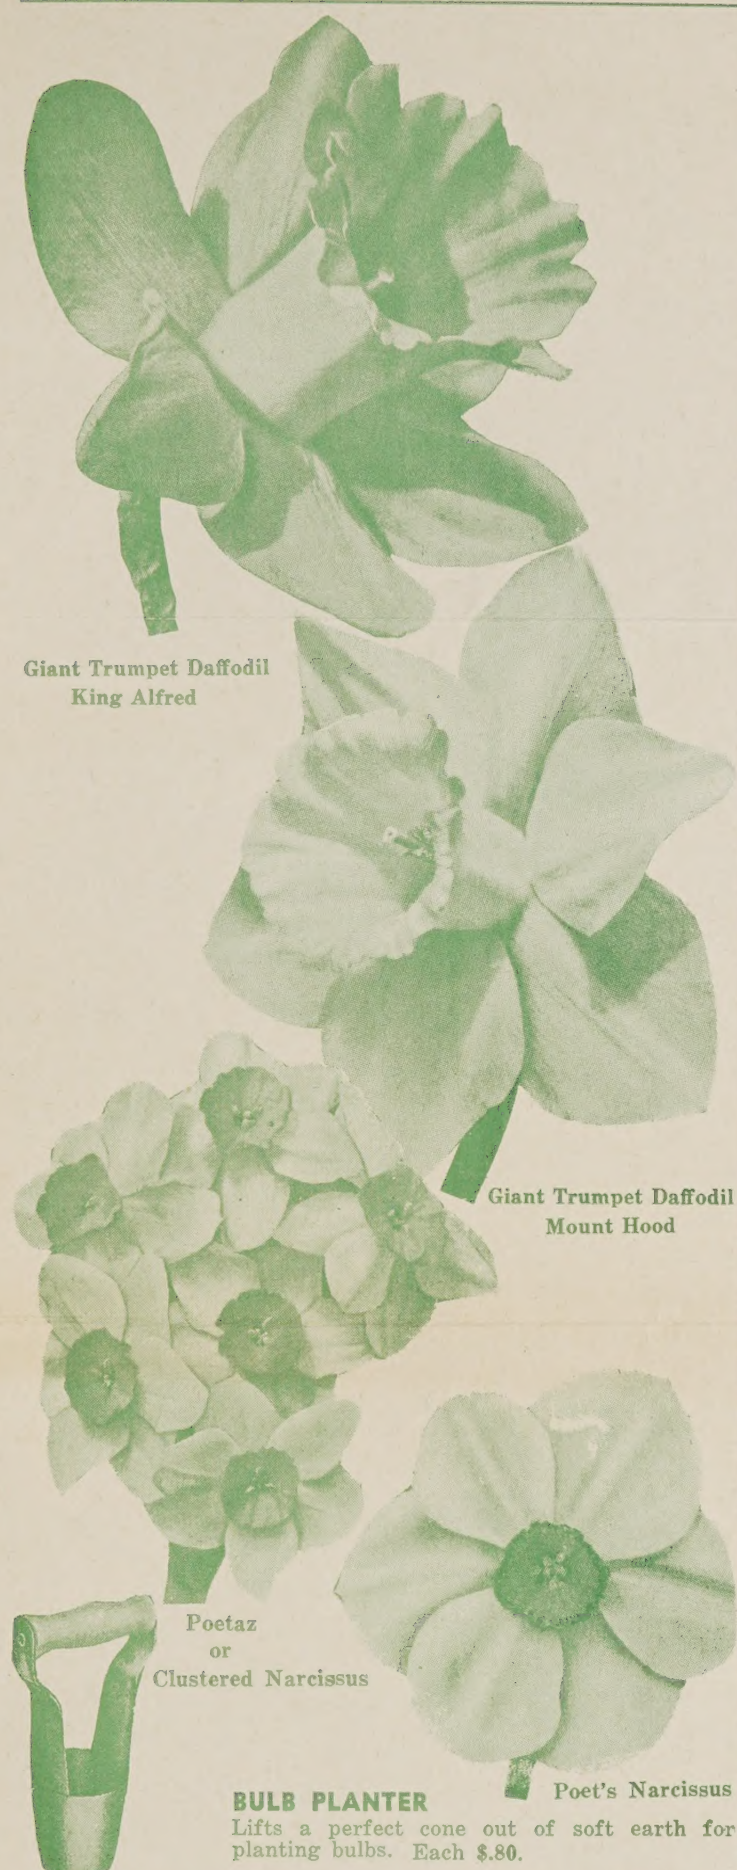 Giant Trumpet Daffodil
King Alfred
Giant Trumpet Daffodil
Mount Hood
Poetaz
or
Clustered Narcissus
Poet's Narcissus
BULB PLANTER
Lifts a perfect cone out of soft earth for
planting bulbs. Each $.80.